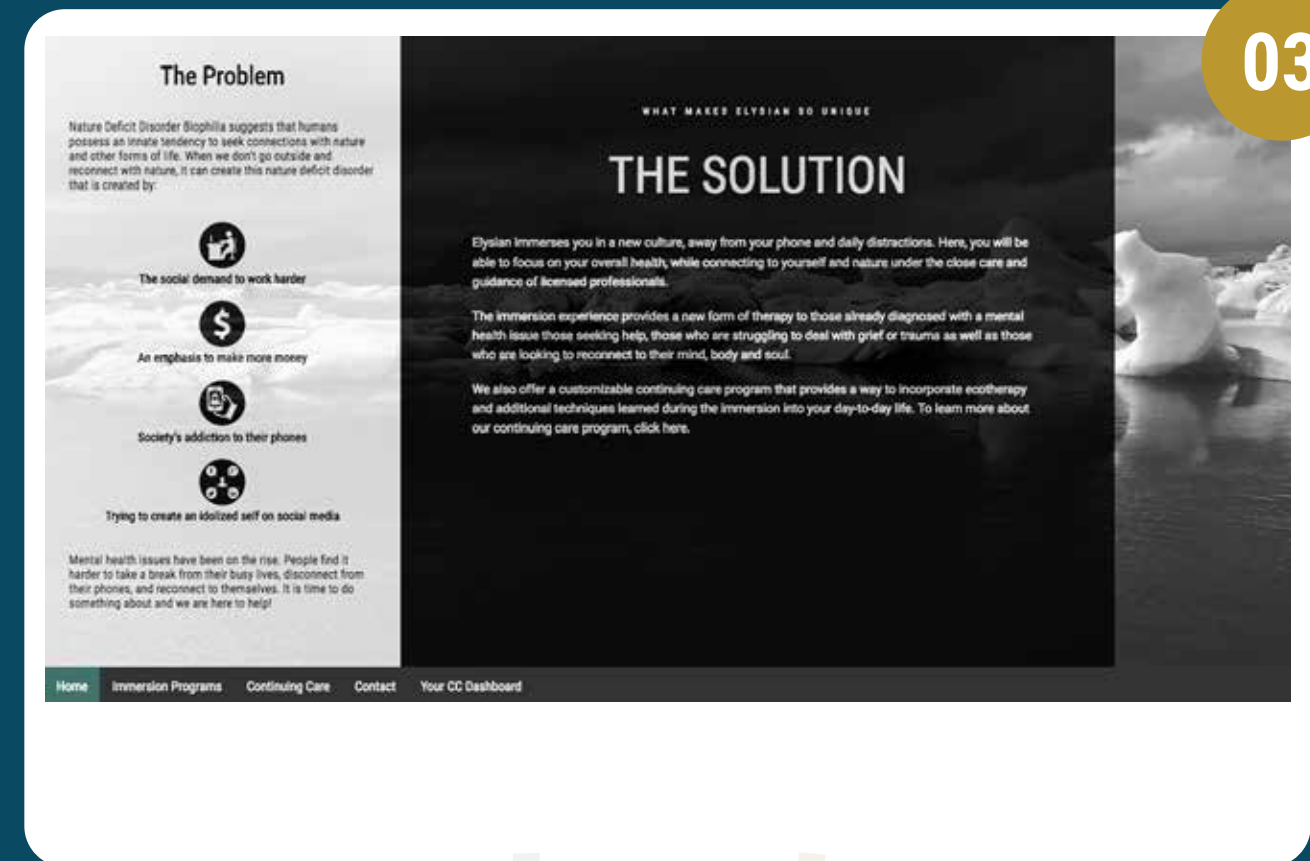 03
The Problem
Nature Deficit Disorder Biophilia suggests that humans
possess an innate tendency to seek connections with nature
and other forms of life. When we don't go outside and
reconnect with nature, it can create this nature deficit disorder
that is created by:
The social demand to work harder
An emphasis to make more money
Society's addiction to their phones
Trying to create an idolized self on social media
Mental health issues have been on the rise. People find it
harder to take a break from their busy lives, disconnect from
their phones, and reconnect to themselves. It is time to do
something about and we are here to help!
WHAT MAKES ELYSIAN SO UNIQUE
THE SOLUTION
Elysian immerses you in a new culture, away from your phone and daily distractions. Here, you will be
able to focus on your overall health, while connecting to yourself and nature under the close care and
guidance of licensed professionals.
The immersion experience provides a new form of therapy to those already diagnosed with a mental
health issue those seeking help, those who are struggling to deal with grief or trauma as well as those
who are looking to reconnect to their mind, body and soul.
We also offer a customizable continuing care program that provides a way to incorporate ecotherapy
and additional techniques learned during the immersion into your day-to-day life. To learn more about
our continuing care program, click here.
Home Immersion Programs Continuing Care Contact Your CC Dashboard